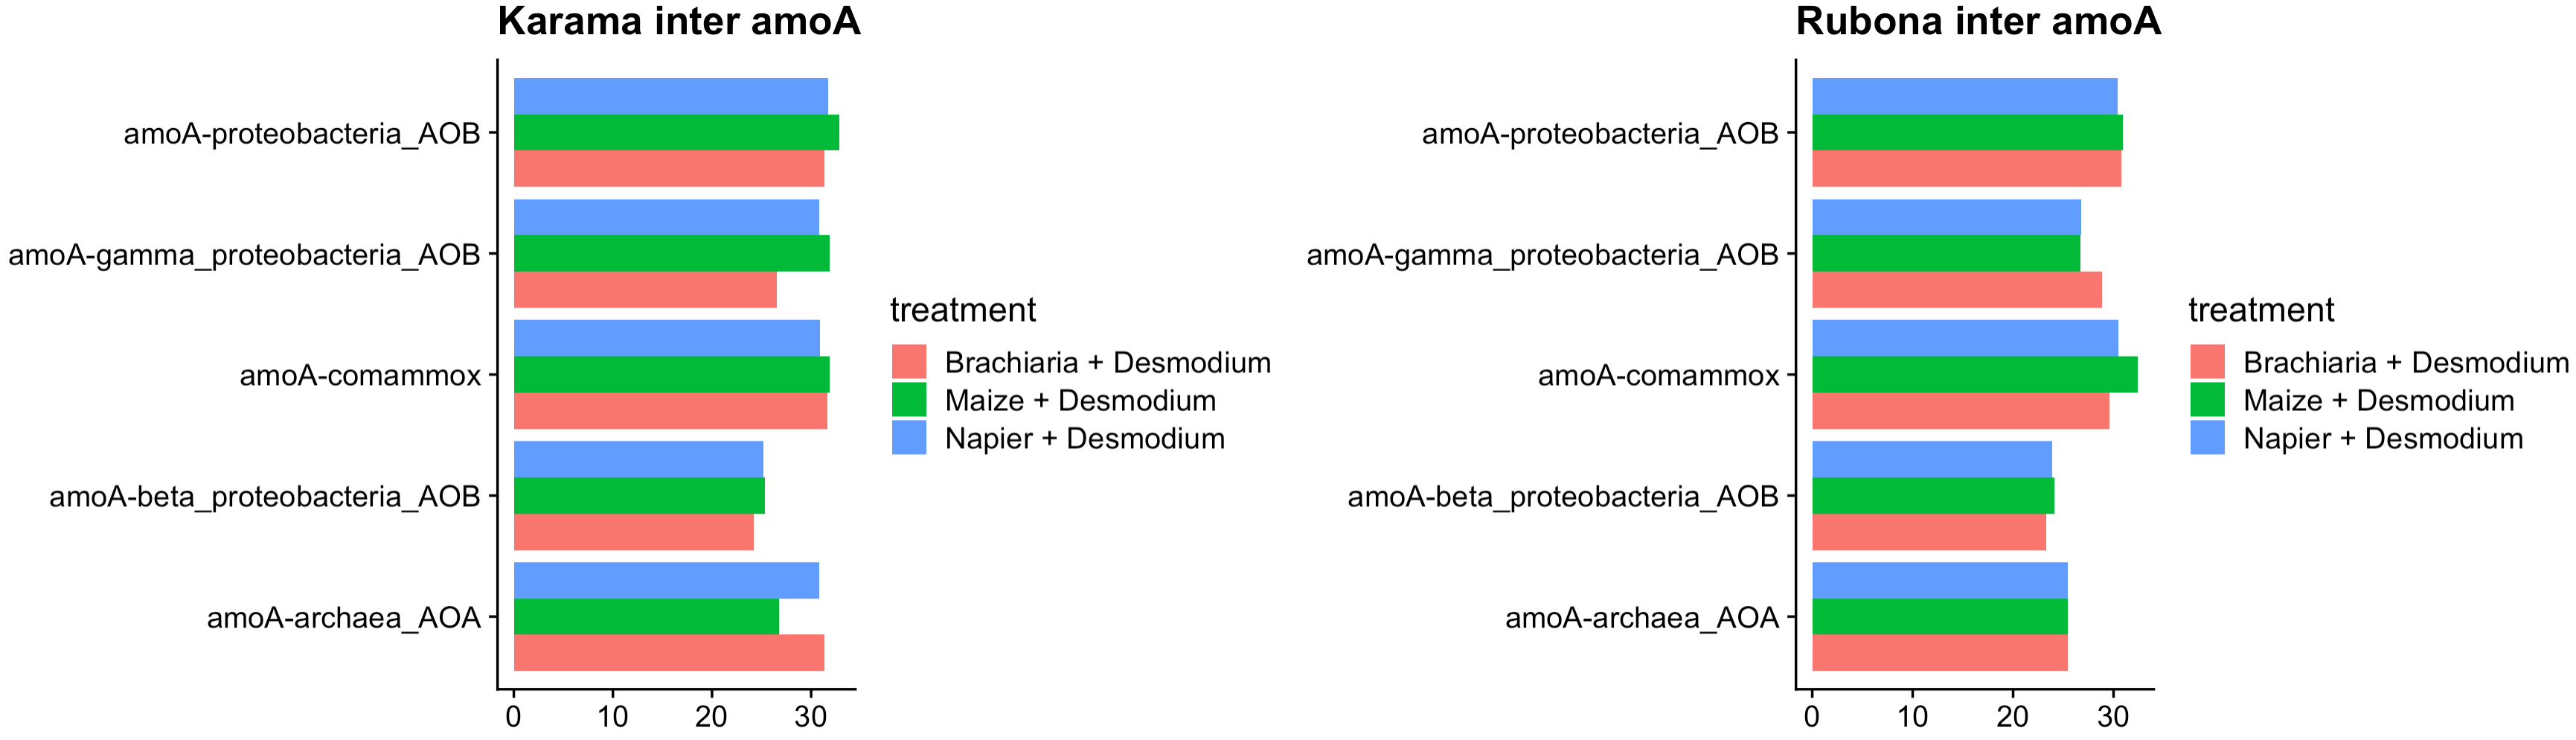 Karama inter amoA
amoA-proteobacteria_AOB
amoA-gamma_proteobacteria_AOB
amoA-comammox
amoA-beta_proteobacteria_AOB
amoA-archaea_AOA
0 10 20 30
treatment
Brachiaria + Desmodium
Maize + Desmodium
Napier + Desmodium
Rubona inter amoA
amoA-proteobacteria_AOB
amoA-gamma_proteobacteria_AOB
amoA-comammox
amoA-beta_proteobacteria_AOB
amoA-archaea_AOA
0 10 20 30
treatment
Brachiaria + Desmodium
Maize + Desmodium
Napier + Desmodium